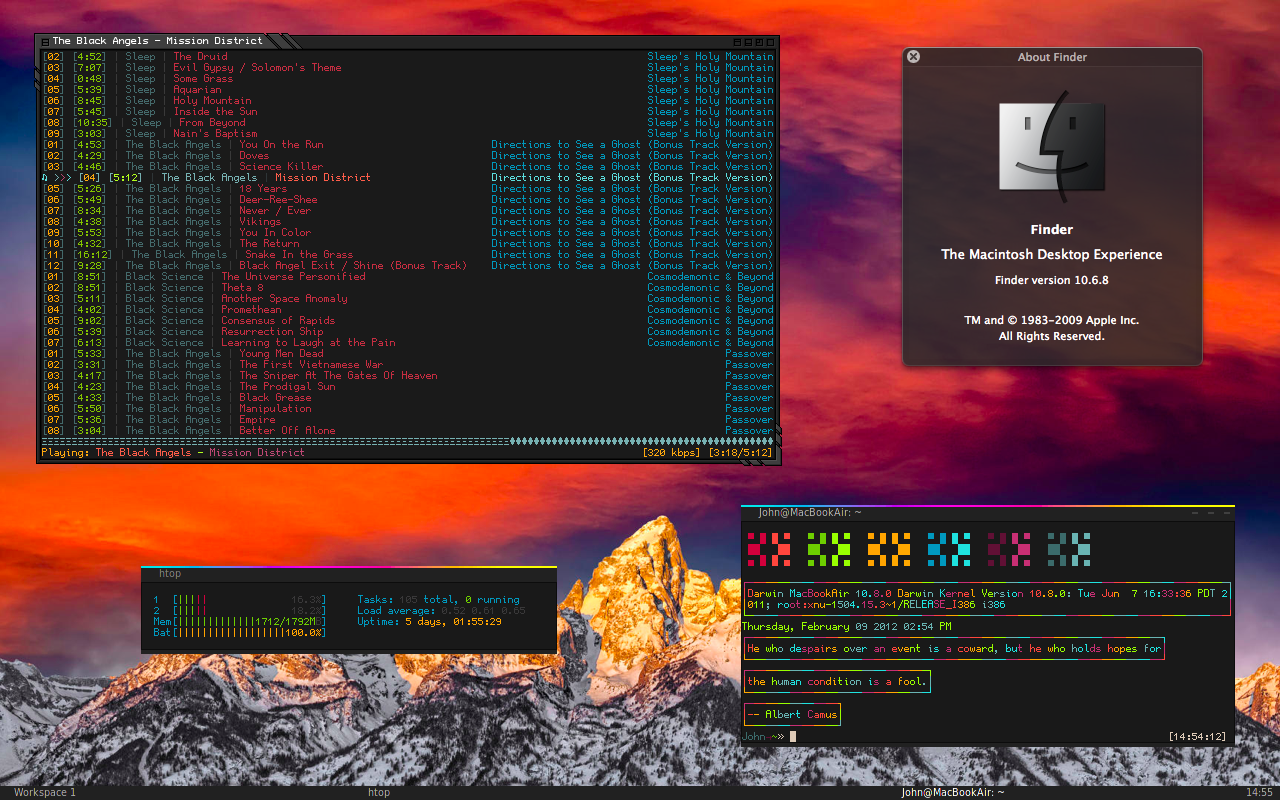 The Black Angels - Mission District
[02] [4:52] | Sleep | The Druid Sleep's Holy Mountain
[03] [7:07] | Sleep | Evil Gypsy / Solomon's Theme Sleep's Holy Mountain
[04] [0:48] | Sleep | Some Grass Sleep's Holy Mountain
[05] [5:39] | Sleep | Aquarian Sleep's Holy Mountain
[06] [8:45] | Sleep | Holy Mountain Sleep's Holy Mountain
[07] [5:45] | Sleep | Inside the Sun Sleep's Holy Mountain
[08] [10:35] | Sleep | From Beyond Sleep's Holy Mountain
[09] [3:03] | Sleep | Nain's Baptism Sleep's Holy Mountain
[01] [4:53] | The Black Angels | You On the Run Directions to See a Ghost (Bonus Track Version)
[02] [4:29] | The Black Angels | Doves Directions to See a Ghost (Bonus Track Version)
[03] [4:46] | The Black Angels | Science Killer Directions to See a Ghost (Bonus Track Version)
>>> [04] [5:12] | The Black Angels | Mission District Directions to See a Ghost (Bonus Track Version)
[05] [5:26] | The Black Angels | 18 Years Directions to See a Ghost (Bonus Track Version)
[06] [5:49] | The Black Angels | Deer-Ree-Shee Directions to See a Ghost (Bonus Track Version)
[07] [8:34] | The Black Angels | Never / Ever Directions to See a Ghost (Bonus Track Version)
[08] [4:38] | The Black Angels | Vikings Directions to See a Ghost (Bonus Track Version)
[09] [5:53] | The Black Angels | You In Color Directions to See a Ghost (Bonus Track Version)
[10] [4:32] | The Black Angels | The Return Directions to See a Ghost (Bonus Track Version)
[11] [16:12] | The Black Angels | Snake In the Grass Directions to See a Ghost (Bonus Track Version)
[12] [9:28] | The Black Angels | Black Angel Exit / Shine (Bonus Track) Directions to See a Ghost (Bonus Track Version)
[01] [8:51] | Black Science | The Universe Personified Cosmodemonic & Beyond
[02] [8:51] | Black Science | Theta 8 Cosmodemonic & Beyond
[03] [5:11] | Black Science | Another Space Anomaly Cosmodemonic & Beyond
[04] [4:02] | Black Science | Promethean Cosmodemonic & Beyond
[05] [9:02] | Black Science | Consensus of Rapids Cosmodemonic & Beyond
[06] [5:39] | Black Science | Resurrection Ship Cosmodemonic & Beyond
[07] [6:13] | Black Science | Learning to Laugh at the Pain Cosmodemonic & Beyond
[01] [5:33] | The Black Angels | Young Men Dead Passover
[02] [3:31] | The Black Angels | The First Vietnamese War Passover
[03] [4:17] | The Black Angels | The Sniper At The Gates Of Heaven Passover
[04] [4:23] | The Black Angels | The Prodigal Sun Passover
[05] [4:33] | The Black Angels | Black Grease Passover
[06] [5:50] | The Black Angels | Manipulation Passover
[07] [5:36] | The Black Angels | Empire Passover
[08] [3:04] | The Black Angels | Better Off Alone Passover
Playing: The Black Angels - Mission District [320 kbps] [3:18/5:12]
About Finder
Finder
The Macintosh Desktop Experience
Finder version 10.6.8
TM and © 1983-2009 Apple Inc.
All Rights Reserved.
htop
1 [||||| 16.3%] Tasks: 105 total, 0 running
2 [||||| 18.2%] Load average: 0.52 0.61 0.65
Mem[|||||||||||||1712/1792MB] Uptime: 5 days, 01:55:29
Bat[||||||||||||||||||100.0%]
John@MacBookAir: ~
Darwin MacBookAir 10.8.0 Darwin Kernel Version 10.8.0: Tue Jun 7 16:33:36 PDT 2
011; root:xnu-1504.15.3~1/RELEASE_I386 i386
Thursday, February 09 2012 02:54 PM
He who despairs over an event is a coward, but he who holds hopes for
the human condition is a fool.
-- Albert Camus
John ~» [14:54:12]
Workspace 1 htop John@MacBookAir: ~ 14:55